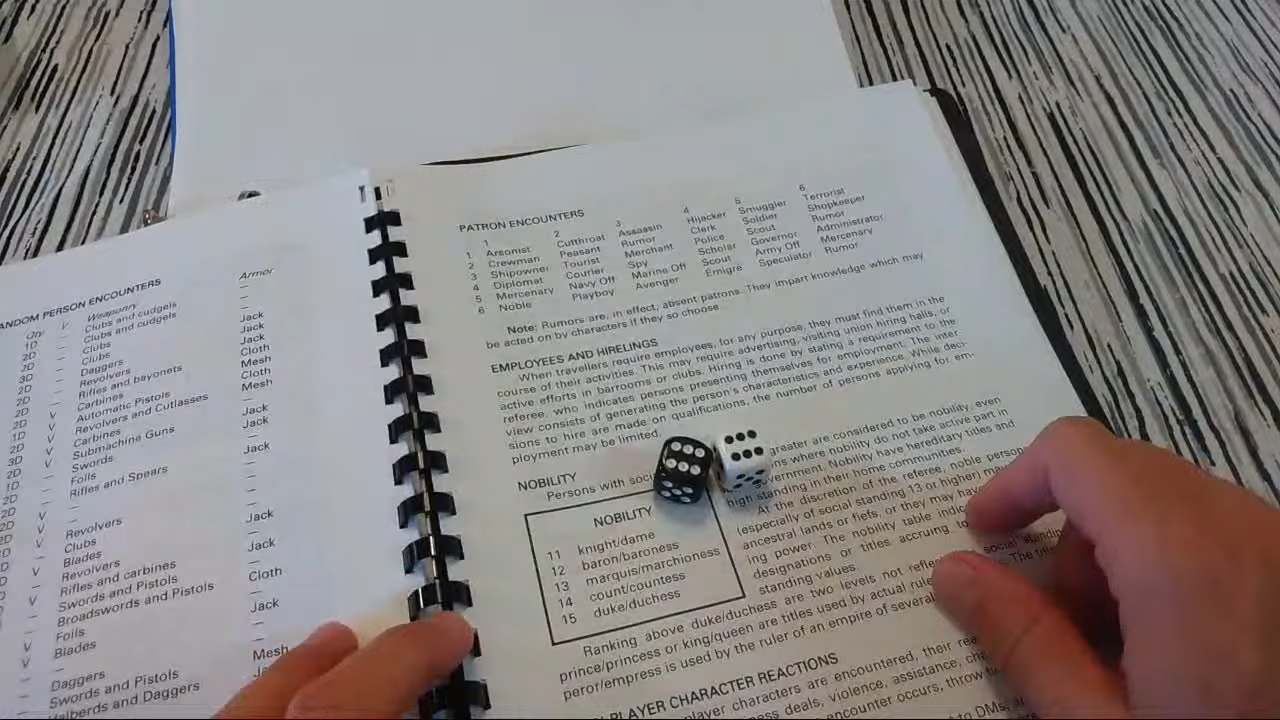 RANDOM PERSON ENCOUNTERS
Qty V Weaponry Armor
1D – Clubs and cudgels –
2D – Clubs and cudgels –
2D – Clubs Jack
3D – Daggers Jack
2D – Revolvers Jack
2D – Rifles and bayonets Cloth
2D Carbines Mesh
2D V Automatic Pistols Cloth
1D V Revolvers and Cutlasses Mesh
2D V Carbines –
3D V Submachine Guns Jack
Swords Jack
Foils –
Rifles and Spears Jack
Revolvers
Clubs Jack
Blades –
Revolvers Jack
Rifles and carbines –
Swords and Pistols Cloth
Broadswords and Pistols –
Foils Jack
Blades –
Daggers Mesh
Swords and Pistols
Halberds and Daggers
PATRON ENCOUNTERS
1 2 3 4 5 6
1 Arsonist Cutthroat Assassin Hijacker Smuggler Terrorist
2 Crewman Peasant Rumor Clerk Soldier Shopkeeper
3 Shipowner Tourist Merchant Police Scout Rumor
4 Diplomat Courier Spy Scholar Governor Administrator
5 Mercenary Navy Off Marine Off Scout Army Off Mercenary
6 Noble Playboy Avenger Emigre Speculator Rumor
Note: Rumors are, in effect, absent patrons. They impart knowledge which may
be acted on by characters if they so choose
EMPLOYEES AND HIRELINGS
When travellers require employees, for any purpose, they must find them in the
course of their activities. This may require advertising, visiting union hiring halls, or
active efforts in barrooms or clubs. Hiring is done by stating a requirement to the
referee, who indicates persons presenting themselves for employment. The inter
view consists of generating the person's characteristics and experience. While deci-
sions to hire are made on qualifications, the number of persons applying for em-
ployment may be limited
NOBILITY
Persons with greater are considered to be nobility, even
where nobility do not take active part in
Nobility have hereditary titles and
high standing in their home communities.
At the discretion of the referee, noble persons
(especially of social standing 13 or higher) may
ancestral lands or fiefs, or they may have
ing power. The nobility table
designations or titles accruing to social standing
standing values.
NOBILITY
11 knight/dame
12 baron/baroness
13 marquis/marchioness
14 count/countess
15 duke/duchess
Ranking above duke/duchess are two levels not The
prince/princess or king/queen are titles used by actual
peror/empress is used by the ruler of an empire of several
PLAYER CHARACTER REACTIONS
player characters are encountered, their
deals, violence, assistance,
encounter occurs, throw
to DMs,